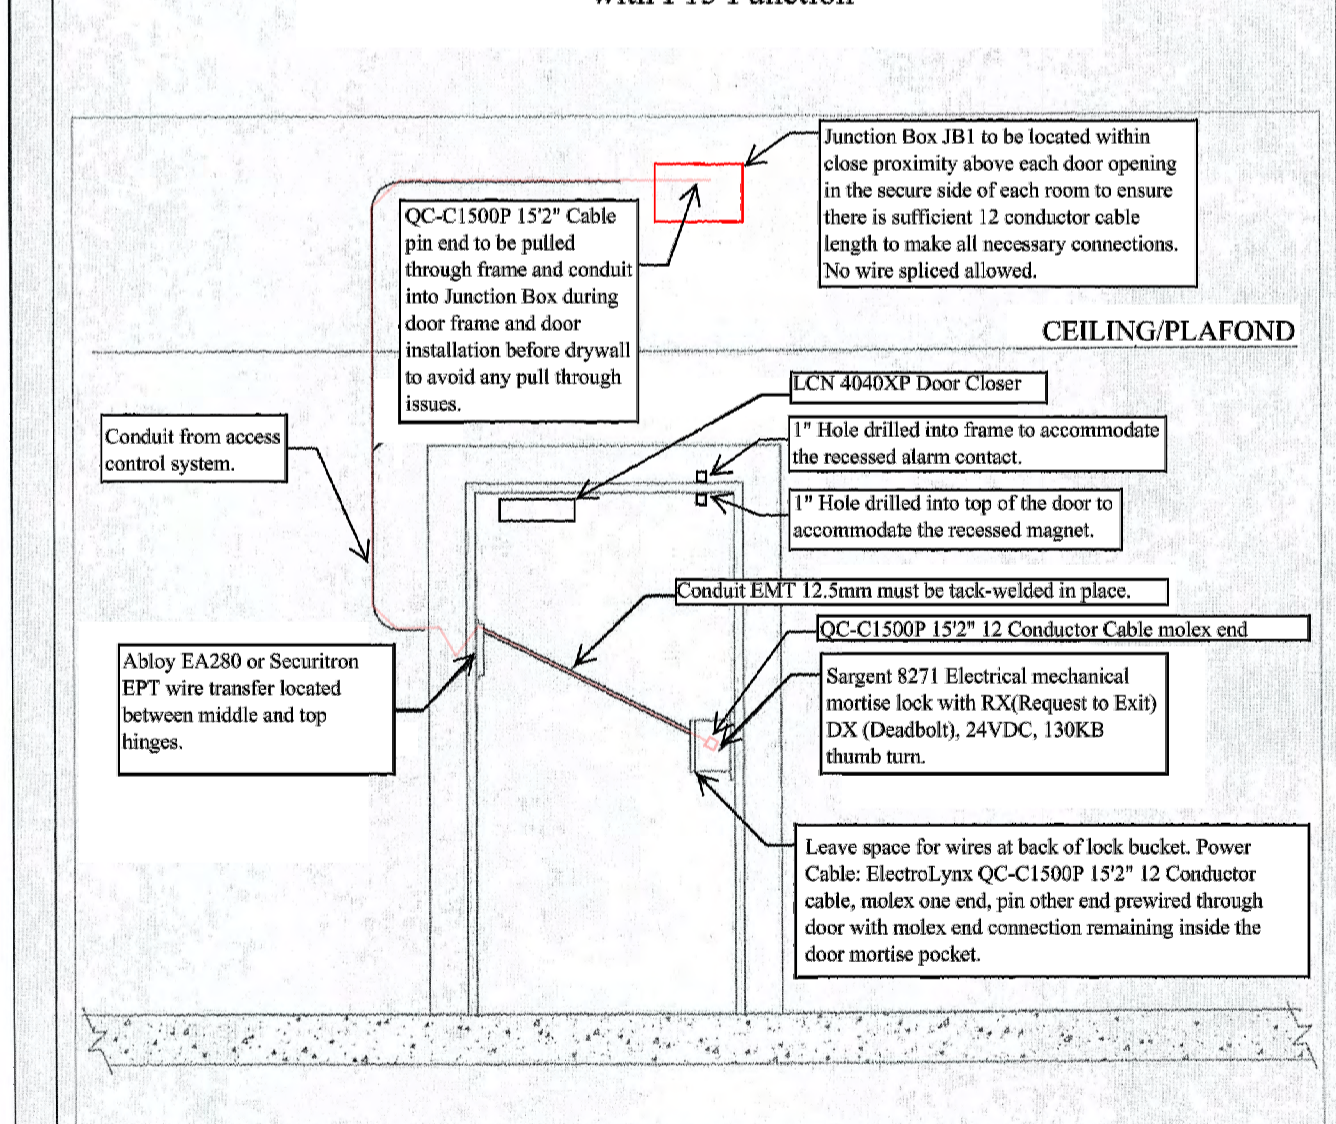 with F15 Function
Junction Box JB1 to be located within
close proximity above each door opening
in the secure side of each room to ensure
there is sufficient 12 conductor cable
length to make all necessary connections.
No wire spliced allowed.
QC-C1500P 15'2" Cable
pin end to be pulled
through frame and conduit
into Junction Box during
door frame and door
installation before drywall
to avoid any pull through
issues.
CEILING/PLAFOND
LCN 4040XP Door Closer
Conduit from access
control system.
1" Hole drilled into frame to accommodate
the recessed alarm contact.
1" Hole drilled into top of the door to
accommodate the recessed magnet.
Conduit EMT 12.5mm must be tack-welded in place.
QC-C1500P 15'2" 12 Conductor Cable molex end
Abloy EA280 or Securitron
EPT wire transfer located
between middle and top
hinges.
Sargent 8271 Electrical mechanical
mortise lock with RX(Request to Exit)
DX (Deadbolt), 24VDC, 130KB
thumb turn.
Leave space for wires at back of lock bucket. Power
Cable: ElectroLynx QC-C1500P 15'2" 12 Conductor
cable, molex one end, pin other end prewired through
door with molex end connection remaining inside the
door mortise pocket.